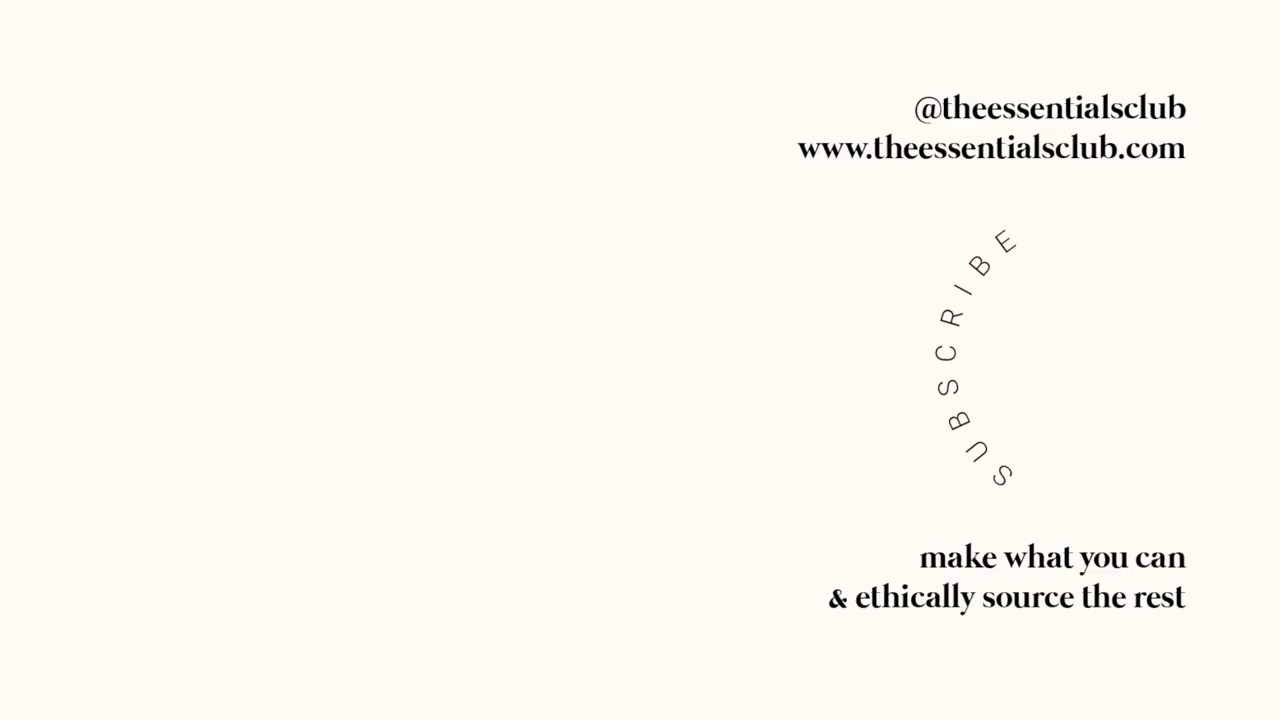 @theessentialsclub
www.theessentialsclub.com
SUBSCRIBE
make what you can
& ethically source the rest